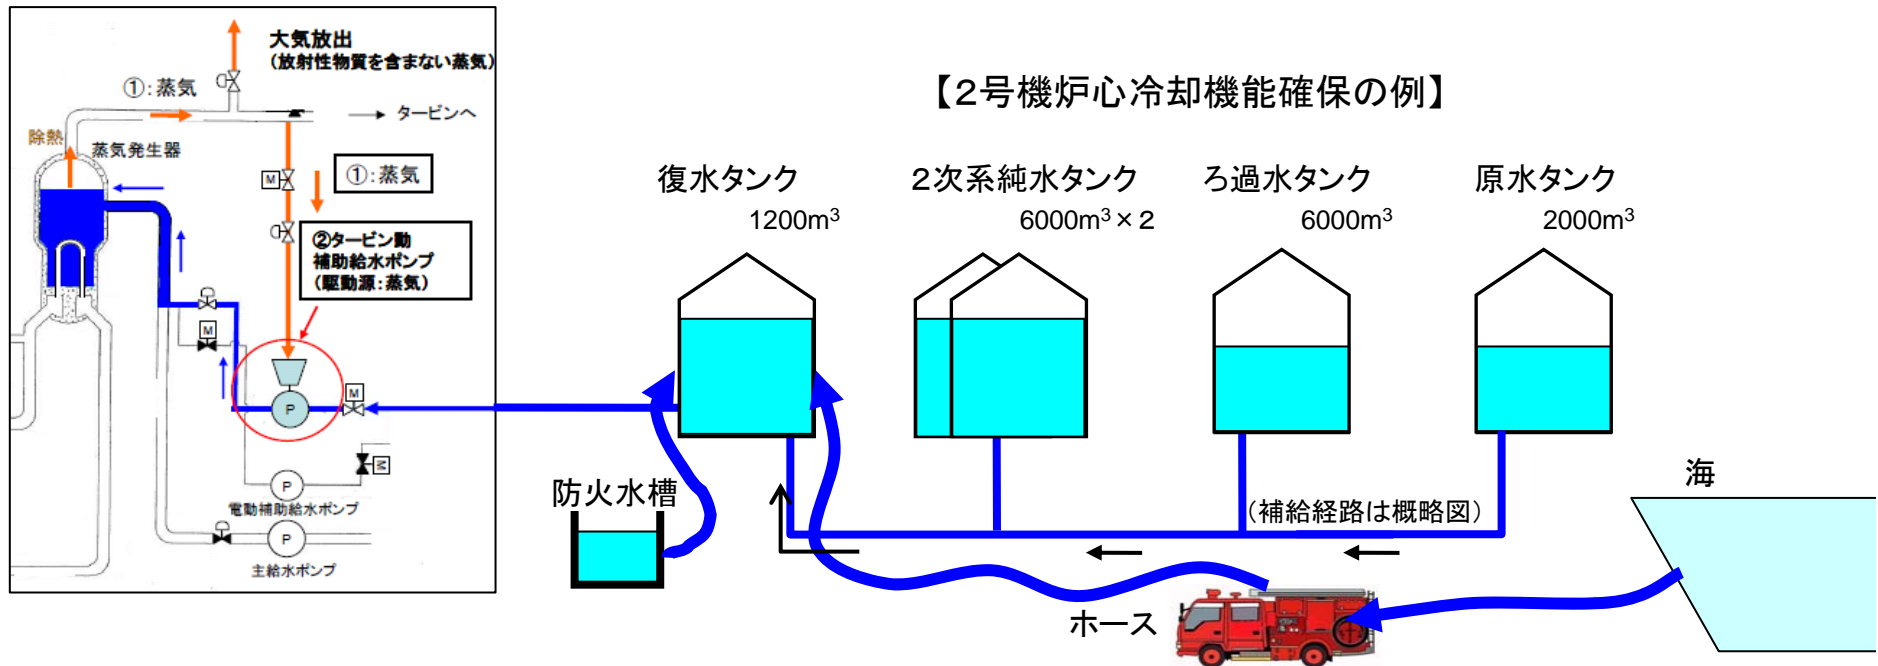 大気放出
(放射性物質を含まない蒸気)
①:蒸気
タービンへ
除熱
蒸気発生器
M
①:蒸気
②タービン動
補助給水ポンプ
(駆動源:蒸気)
M
P
M
M
P
電動補助給水ポンプ
P
主給水ポンプ
【2号機炉心冷却機能確保の例】
復水タンク
1200m³
2次系純水タンク
6000m³×2
ろ過水タンク
6000m³
原水タンク
2000m³
防火水槽
(補給経路は概略図)
海
ホース